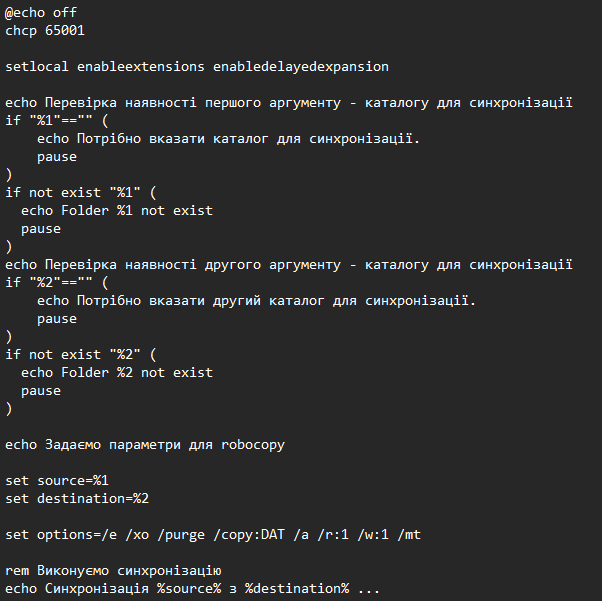 @echo off
chcp 65001
setlocal enableextensions enabledelayedexpansion
echo Перевірка наявності першого аргументу - каталогу для синхронізації
if "%1"=="" (
echo Потрібно вказати каталог для синхронізації.
pause
)
if not exist "%1" (
echo Folder %1 not exist
pause
)
echo Перевірка наявності другого аргументу - каталогу для синхронізації
if "%2"=="" (
echo Потрібно вказати другий каталог для синхронізації.
pause
)
if not exist "%2" (
echo Folder %2 not exist
pause
)
echo Задаємо параметри для robocopy
set source=%1
set destination=%2
set options=/e /xo /purge /copy:DAT /a /r:1 /w:1 /mt
rem Виконуємо синхронізацію
echo Синхронізація %source% з %destination% ...